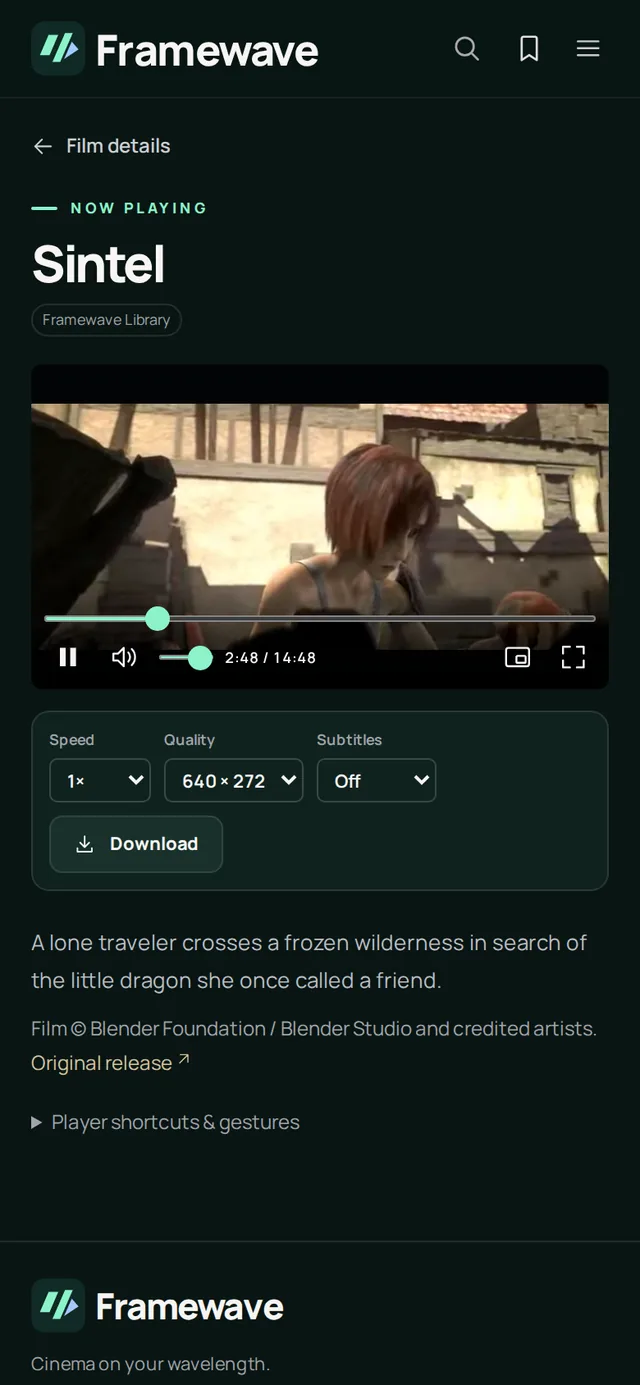 Framewave
Film details
NOW PLAYING
Sintel
Framewave Library
2:48 / 14:48
Speed
Quality
Subtitles
1×
640 × 272
Off
Download
A lone traveler crosses a frozen wilderness in search of
the little dragon she once called a friend.
Film © Blender Foundation / Blender Studio and credited artists.
Original release ↗
Player shortcuts & gestures
Framewave
Cinema on your wavelength.